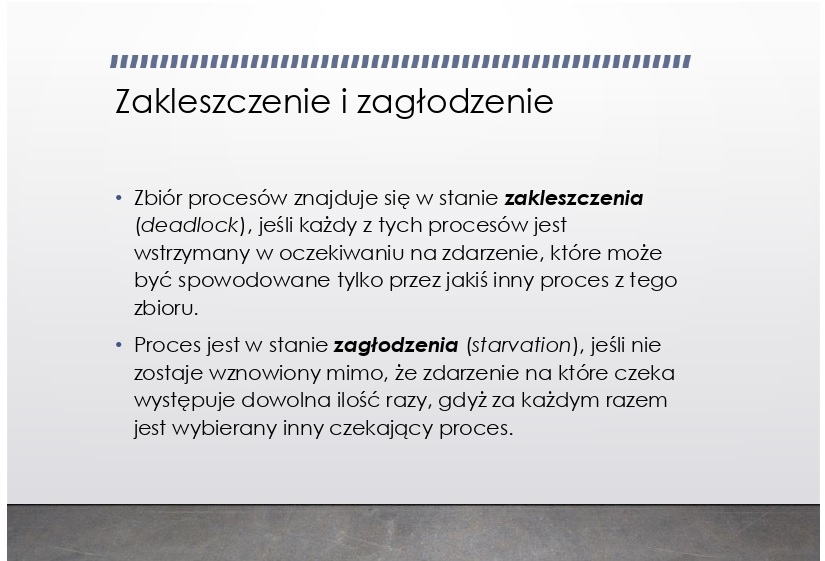 Zakleszczenie i zagłodzenie
• Zbiór procesów znajduje się w stanie zakleszczenia
(deadlock), jeśli każdy z tych procesów jest
wstrzymany w oczekiwaniu na zdarzenie, które może
być spowodowane tylko przez jakiś inny proces z tego
zbioru.
• Proces jest w stanie zagłodzenia (starvation), jeśli nie
zostaje wznowiony mimo, że zdarzenie na które czeka
występuje dowolna ilość razy, gdyż za każdym razem
jest wybierany inny czekający proces.